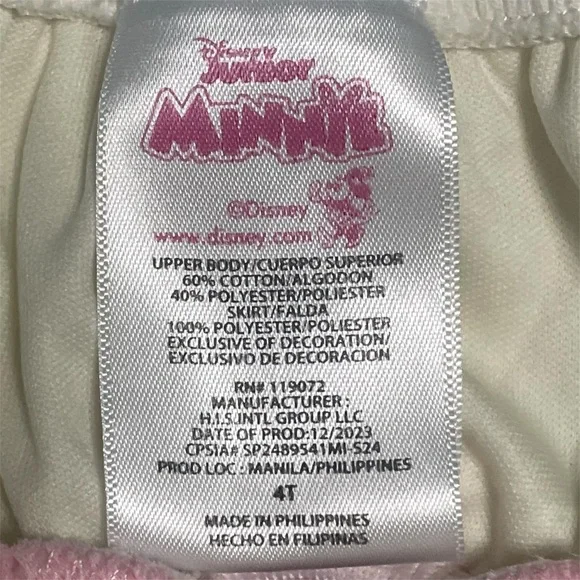 Disney
Junior
MINNIE
©Disney
www.disney.com
UPPER BODY/CUERPO SUPERIOR
60% COTTON/ALGODON
40% POLYESTER/POLIESTER
SKIRT/FALDA
100% POLYESTER/POLIESTER
EXCLUSIVE OF DECORATION/
EXCLUSIVO DE DECORACION
RN# 119072
MANUFACTURER :
H.I.S.INTL GROUP LLC
DATE OF PROD:12/2023
CPSIA# SP2489541MI-S24
PROD LOC : MANILA/PHILIPPINES
4T
MADE IN PHILIPPINES
HECHO EN FILIPINAS